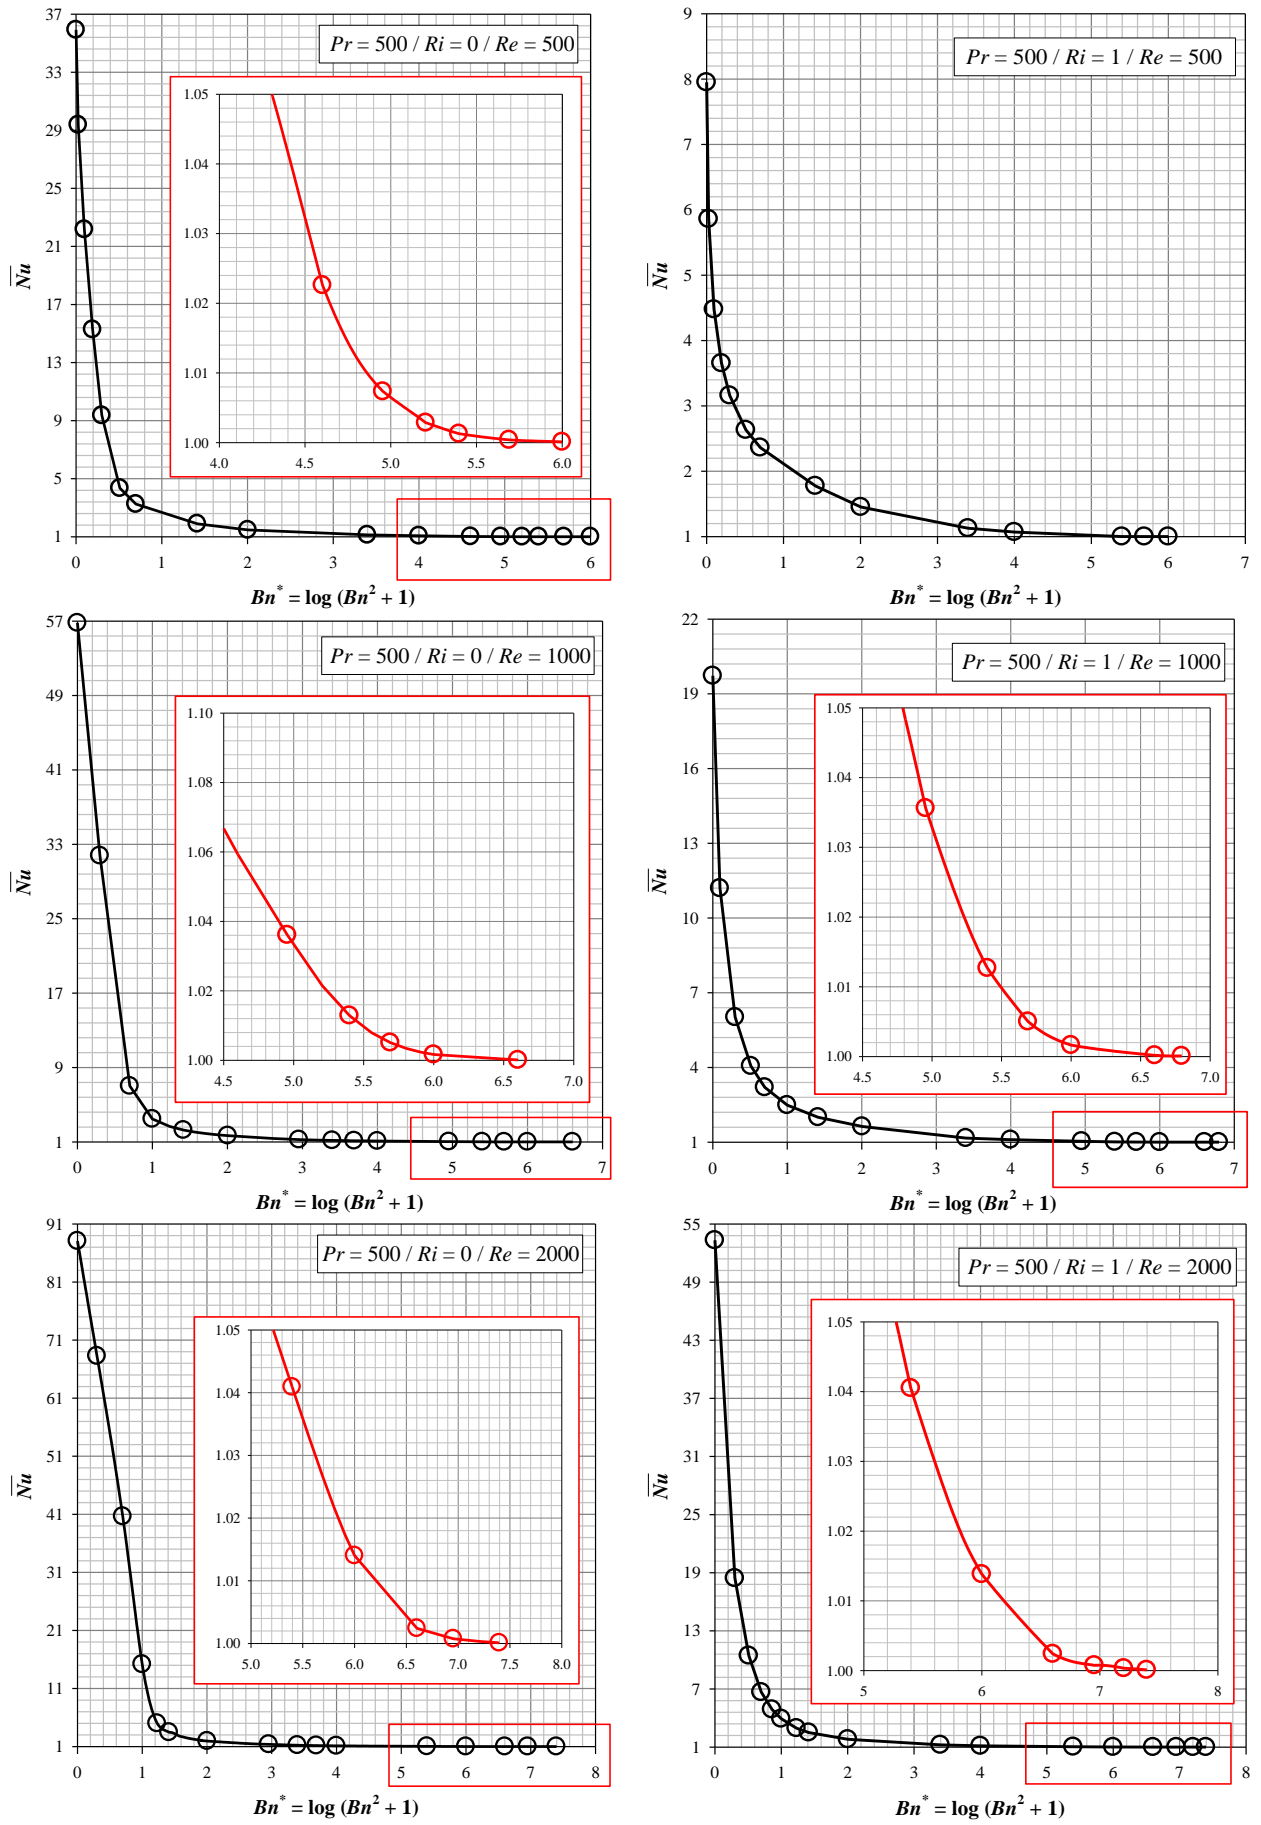 37
33
29
25
21
17
13
9
5
1
Nu
Pr = 500 / Ri = 0 / Re = 500
1.05
1.04
1.03
1.02
1.01
1.00
4.0 4.5 5.0 5.5 6.0
0 1 2 3 4 5 6
Bn* = log (Bn² + 1)
9
8
7
6
5
4
3
2
1
Nu
Pr = 500 / Ri = 1 / Re = 500
0 1 2 3 4 5 6 7
Bn* = log (Bn² + 1)
57
49
41
33
25
17
9
1
Nu
Pr = 500 / Ri = 0 / Re = 1000
1.10
1.08
1.06
1.04
1.02
1.00
4.5 5.0 5.5 6.0 6.5 7.0
0 1 2 3 4 5 6 7
Bn* = log (Bn² + 1)
22
19
16
13
10
7
4
1
Nu
Pr = 500 / Ri = 1 / Re = 1000
1.05
1.04
1.03
1.02
1.01
1.00
4.5 5.0 5.5 6.0 6.5 7.0
0 1 2 3 4 5 6 7
Bn* = log (Bn² + 1)
91
81
71
61
51
41
31
21
11
1
Nu
Pr = 500 / Ri = 0 / Re = 2000
1.05
1.04
1.03
1.02
1.01
1.00
5.0 5.5 6.0 6.5 7.0 7.5 8.0
0 1 2 3 4 5 6 7 8
Bn* = log (Bn² + 1)
55
49
43
37
31
25
19
13
7
1
Nu
Pr = 500 / Ri = 1 / Re = 2000
1.05
1.04
1.03
1.02
1.01
1.00
5 6 7 8
0 1 2 3 4 5 6 7 8
Bn* = log (Bn² + 1)